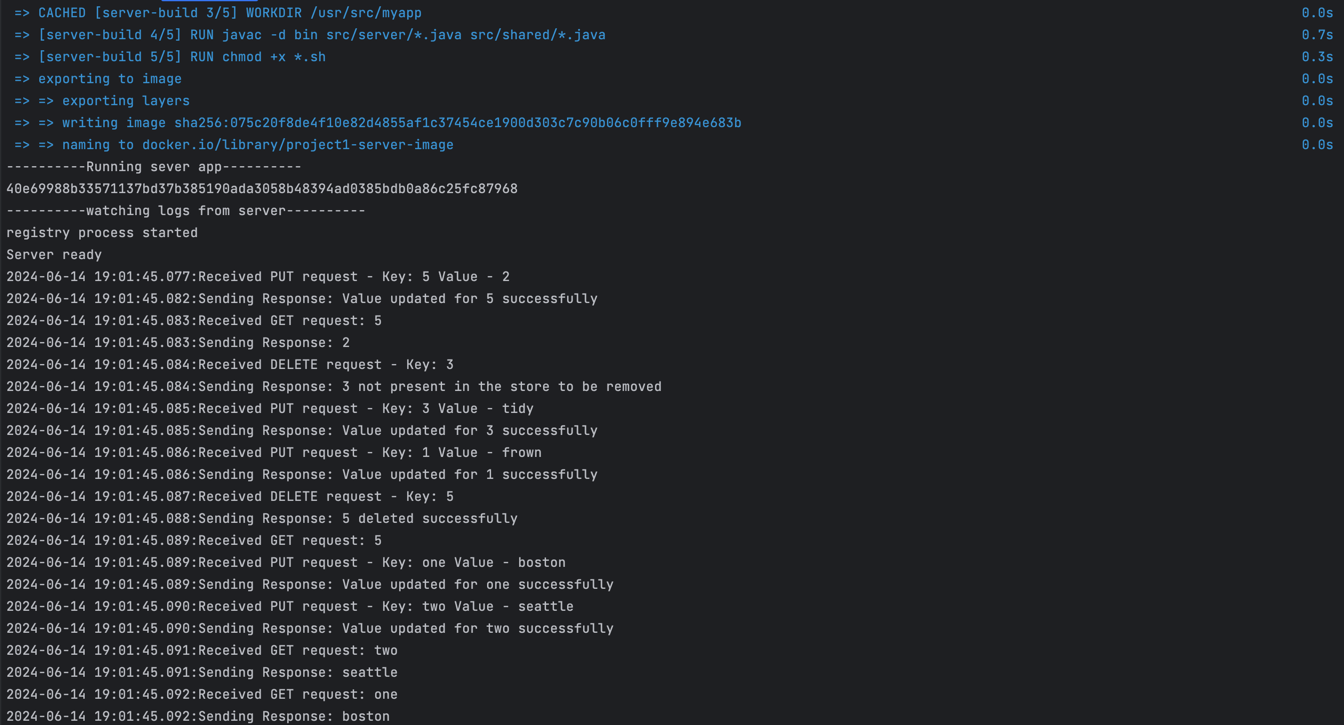 => CACHED [server-build 3/5] WORKDIR /usr/src/myapp 0.0s
=> [server-build 4/5] RUN javac -d bin src/server/*.java src/shared/*.java 0.7s
=> [server-build 5/5] RUN chmod +x *.sh 0.3s
=> exporting to image 0.0s
=> => exporting layers 0.0s
=> => writing image sha256:075c20f8de4f10e82d4855af1c37454ce1900d303c7c90b06c0fff9e894e683b 0.0s
=> => naming to docker.io/library/project1-server-image 0.0s
----------Running sever app----------
40e69988b33571137bd37b385190ada3058b48394ad0385bdb0a86c25fc87968
----------watching logs from server----------
registry process started
Server ready
2024-06-14 19:01:45.077:Received PUT request - Key: 5 Value - 2
2024-06-14 19:01:45.082:Sending Response: Value updated for 5 successfully
2024-06-14 19:01:45.083:Received GET request: 5
2024-06-14 19:01:45.083:Sending Response: 2
2024-06-14 19:01:45.084:Received DELETE request - Key: 3
2024-06-14 19:01:45.084:Sending Response: 3 not present in the store to be removed
2024-06-14 19:01:45.085:Received PUT request - Key: 3 Value - tidy
2024-06-14 19:01:45.085:Sending Response: Value updated for 3 successfully
2024-06-14 19:01:45.086:Received PUT request - Key: 1 Value - frown
2024-06-14 19:01:45.086:Sending Response: Value updated for 1 successfully
2024-06-14 19:01:45.087:Received DELETE request - Key: 5
2024-06-14 19:01:45.088:Sending Response: 5 deleted successfully
2024-06-14 19:01:45.089:Received GET request: 5
2024-06-14 19:01:45.089:Received PUT request - Key: one Value - boston
2024-06-14 19:01:45.089:Sending Response: Value updated for one successfully
2024-06-14 19:01:45.090:Received PUT request - Key: two Value - seattle
2024-06-14 19:01:45.090:Sending Response: Value updated for two successfully
2024-06-14 19:01:45.091:Received GET request: two
2024-06-14 19:01:45.091:Sending Response: seattle
2024-06-14 19:01:45.092:Received GET request: one
2024-06-14 19:01:45.092:Sending Response: boston